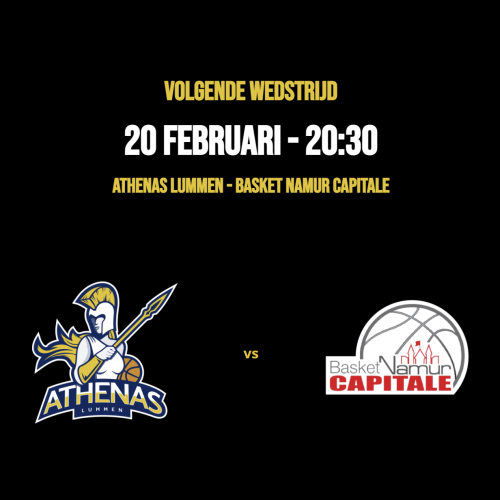 VOLGENDE WEDSTRIJD
20 FEBRUARI - 20:30
ATHENAS LUMMEN - BASKET NAMUR CAPITALE
vs
ATHENAS
LUMMEN
Basket Namur
CAPITALE